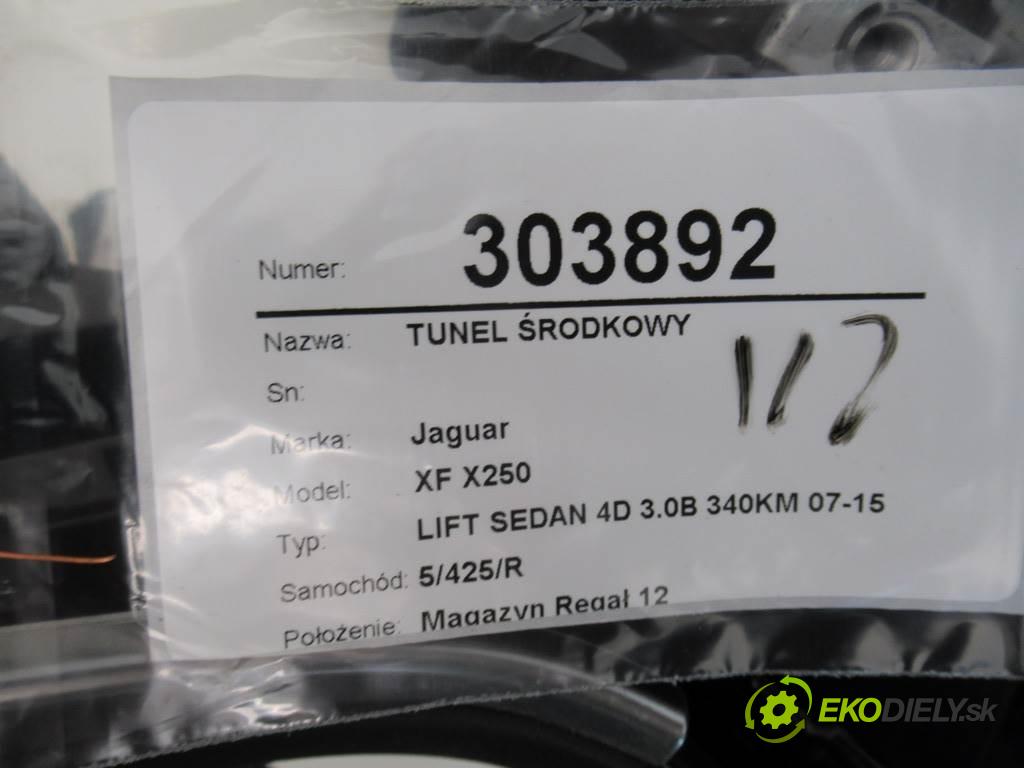 Numer: 303892
Nazwa: TUNEL ŚRODKOWY
Sn:
Marka: Jaguar
Model: XF X250
Typ: LIFT SEDAN 4D 3.0B 340KM 07-15
Samochód: 5/425/R
Położenie: Magazyn Regał 12
EKODIELY.sk